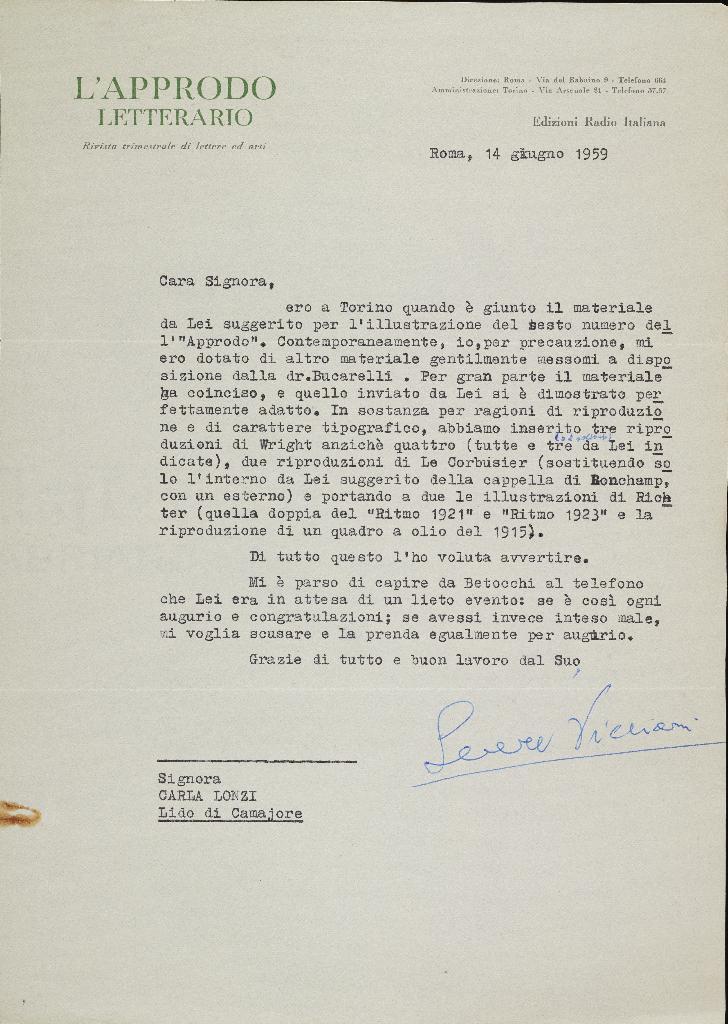 L'APPRODO
LETTERARIO
Rivista trimestrale di lettere ed arti
Direzione: Roma - Via del Babuino 9 - Telefono 664
Amministrazione: Torino - Via Arsenale 21 - Telefono 57.57
Edizioni Radio Italiana
Roma, 14 giugno 1959
Cara Signora,
ero a Torino quando è giunto il materiale
da Lei suggerito per l'illustrazione del sesto numero del
l'"Approdo". Contemporaneamente, io,per precauzione, mi
ero dotato di altro materiale gentilmente messomi a dispo
sizione dalla dr.Bucarelli . Per gran parte il materiale
ha coinciso, e quello inviato da Lei si è dimostrato per
fettamente adatto. In sostanza per ragioni di riproduzio
ne e di carattere tipografico, abbiamo inserito tre ripro
duzioni di Wright anzichè quattro (tutte e tre da Lei in
dicate), due riproduzioni di Le Corbusier (sostituendo so
lo l'interno da Lei suggerito della cappella di Ronchamp,
con un esterno) e portando a due le illustrazioni di Rich
ter (quella doppia del "Ritmo 1921" e "Ritmo 1923" e la
riproduzione di un quadro a olio del 1915).
Di tutto questo l'ho voluta avvertire.
Mi è parso di capire da Betocchi al telefono
che Lei era in attesa di un lieto evento: se è così ogni
augurio e congratulazioni; se avessi invece inteso male,
mi voglia scusare e la prenda egualmente per augurio.
Grazie di tutto e buon lavoro dal Suo
Signora
CARLA LONZI
Lido di Camajore